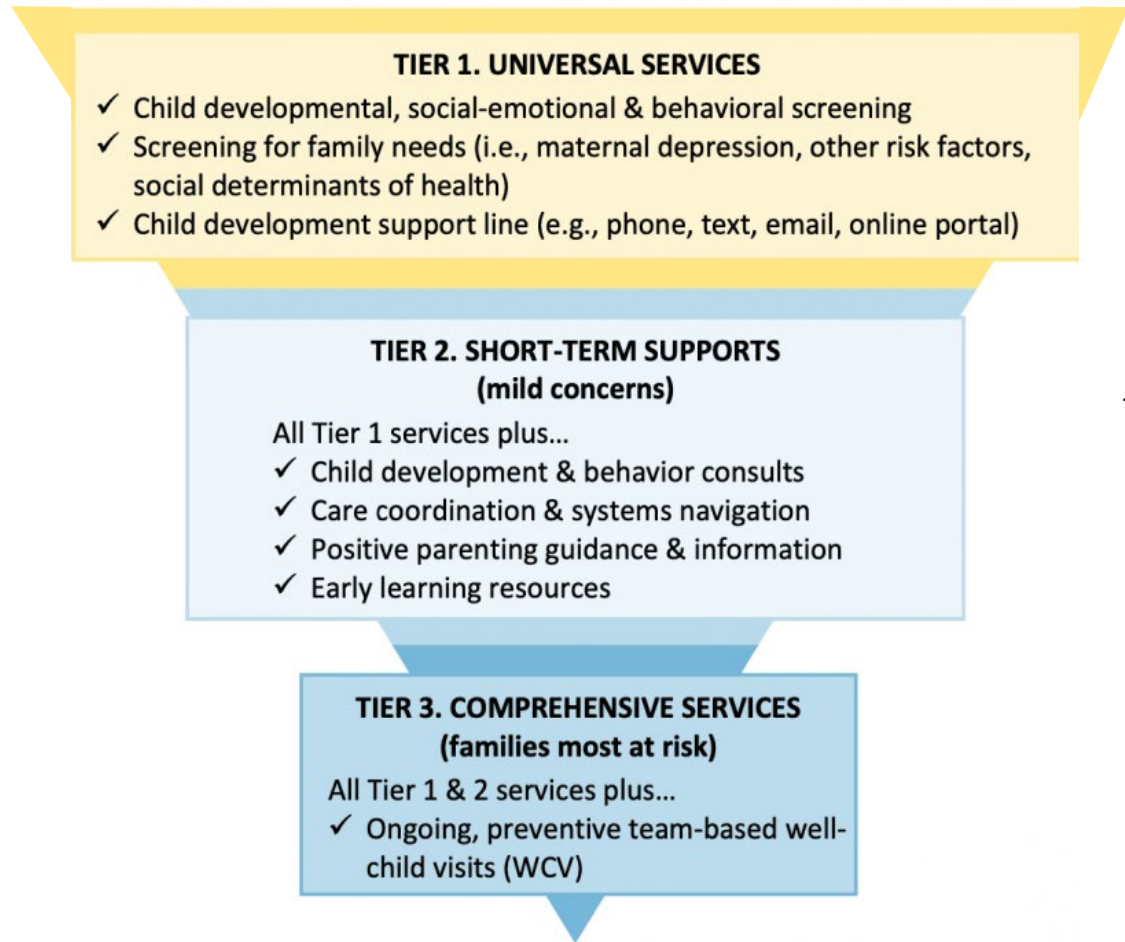 TIER 1. UNIVERSAL SERVICES
✓ Child developmental, social-emotional & behavioral screening
✓ Screening for family needs (i.e., maternal depression, other risk factors,
social determinants of health)
✓ Child development support line (e.g., phone, text, email, online portal)
TIER 2. SHORT-TERM SUPPORTS
(mild concerns)
All Tier 1 services plus…
✓ Child development & behavior consults
✓ Care coordination & systems navigation
✓ Positive parenting guidance & information
✓ Early learning resources
TIER 3. COMPREHENSIVE SERVICES
(families most at risk)
All Tier 1 & 2 services plus…
✓ Ongoing, preventive team-based well-
child visits (WCV)